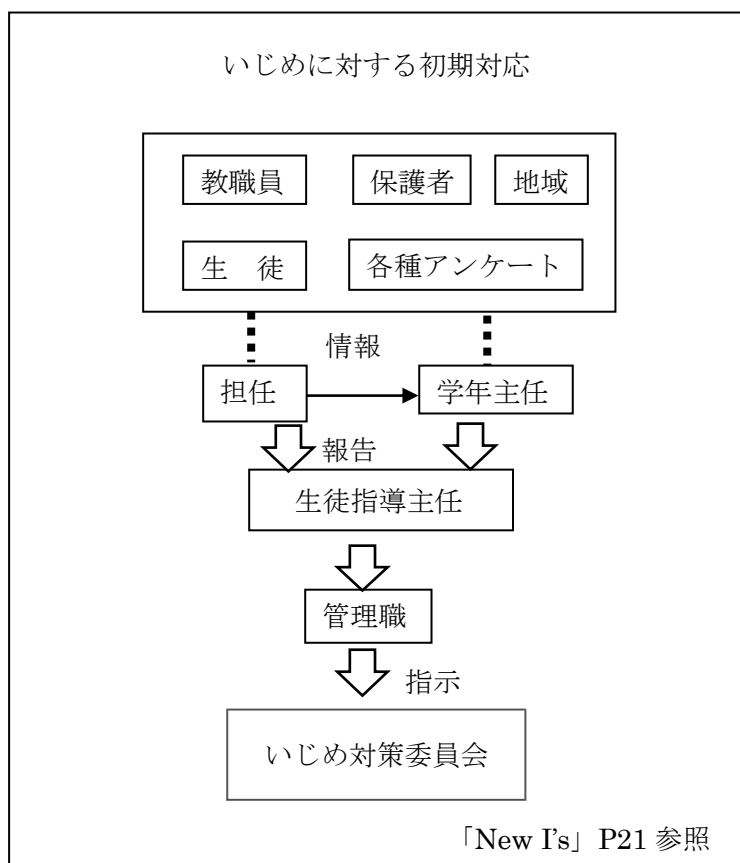 いじめに対する初期対応
教職員 保護者 地域
生　徒 各種アンケート
情報
担任 学年主任
報告
生徒指導主任
管理職
指示
いじめ対策委員会
「New I's」P21 参照